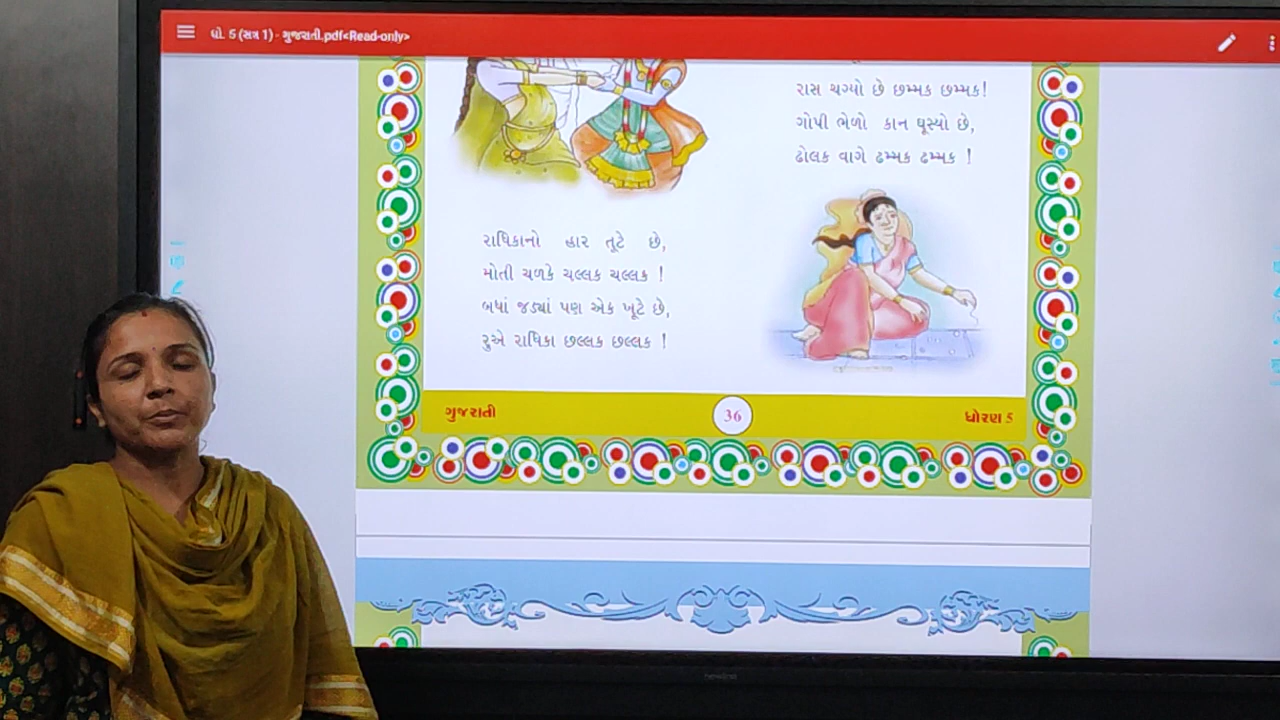 ધો. 5 (સત્ર 1) - ગુજરાતી.pdf<Read-only>
રાસ ચગ્યો છે છમ્મક છમ્મક!
ગોપી ભેળો કાન ઘૂસ્યો છે,
ઢોલક વાગે ઢમ્મક ઢમ્મક !
રાધિકાનો હાર તૂટે છે,
મોતી ચળકે ચલ્લક ચલ્લક !
બધાં જડ્યાં પણ એક ખૂટે છે,
રુએ રાધિકા છલ્લક છલ્લક !
ગુજરાતી
36
ધોરણ 5